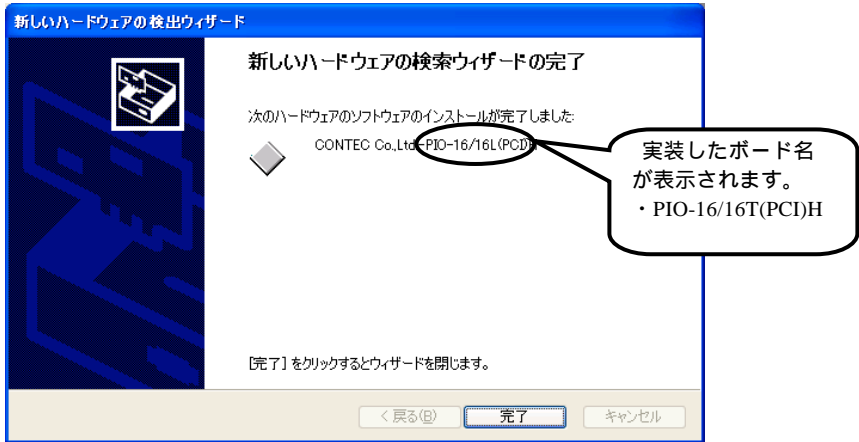 新しいハードウェアの検出ウィザード
新しいハードウェアの検索ウィザードの完了
次のハードウェアのソフトウェアのインストールが完了しました:
CONTEC Co.,Ltd.-PIO-16/16L(PCI)H
実装したボード名
が表示されます。
・PIO-16/16T(PCI)H
[完了] をクリックするとウィザードを閉じます。
< 戻る(B)
完了
キャンセル